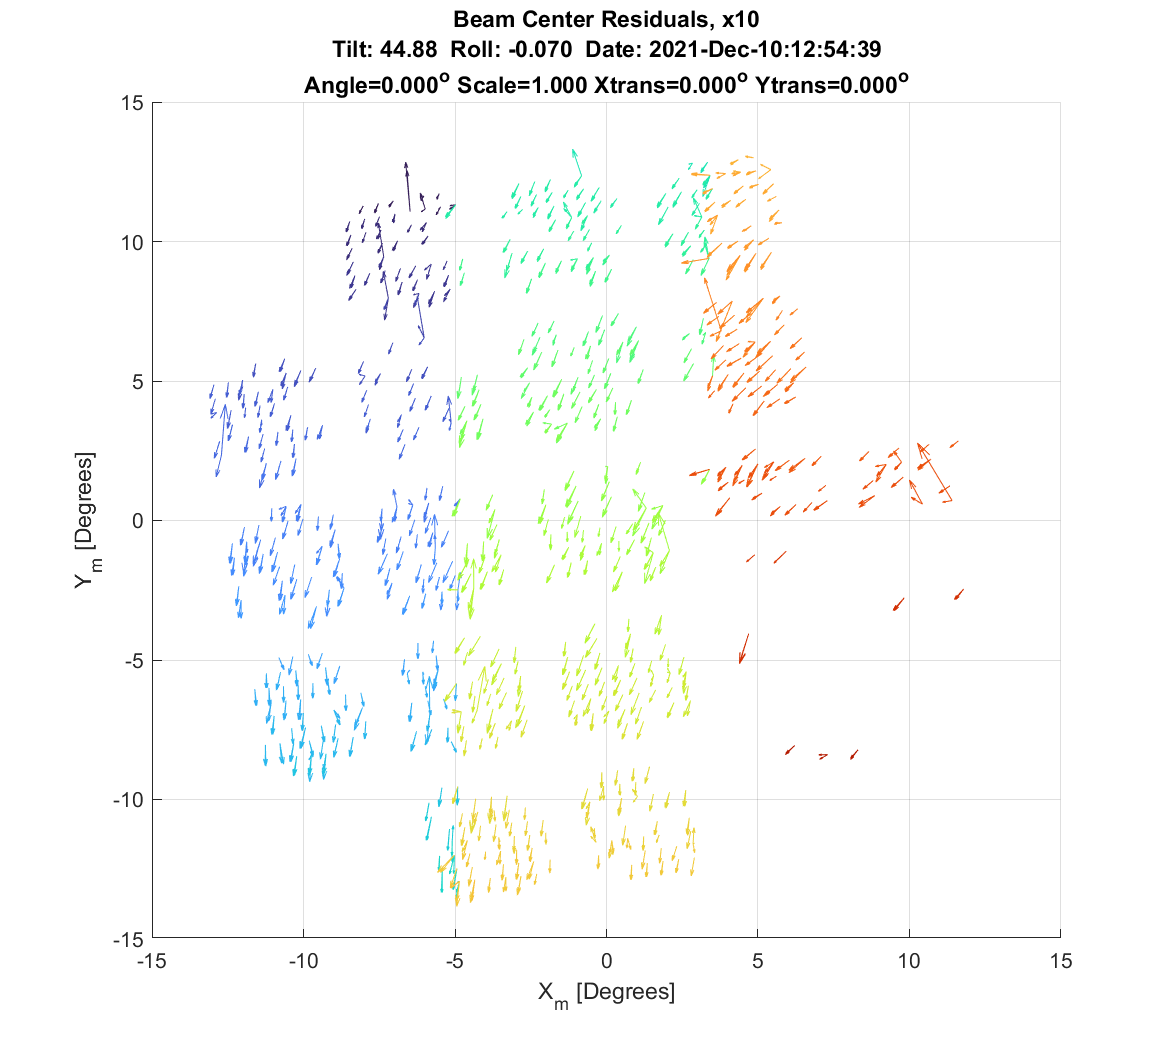 Beam Center Residuals, x10
Tilt: 44.88 Roll: -0.070 Date: 2021-Dec-10:12:54:39
Angle=0.000° Scale=1.000 Xtrans=0.000° Ytrans=0.000°
15
10
5
0
-5
-10
-15
Y_m [Degrees]
-15 -10 -5 0 5 10 15
X_m [Degrees]